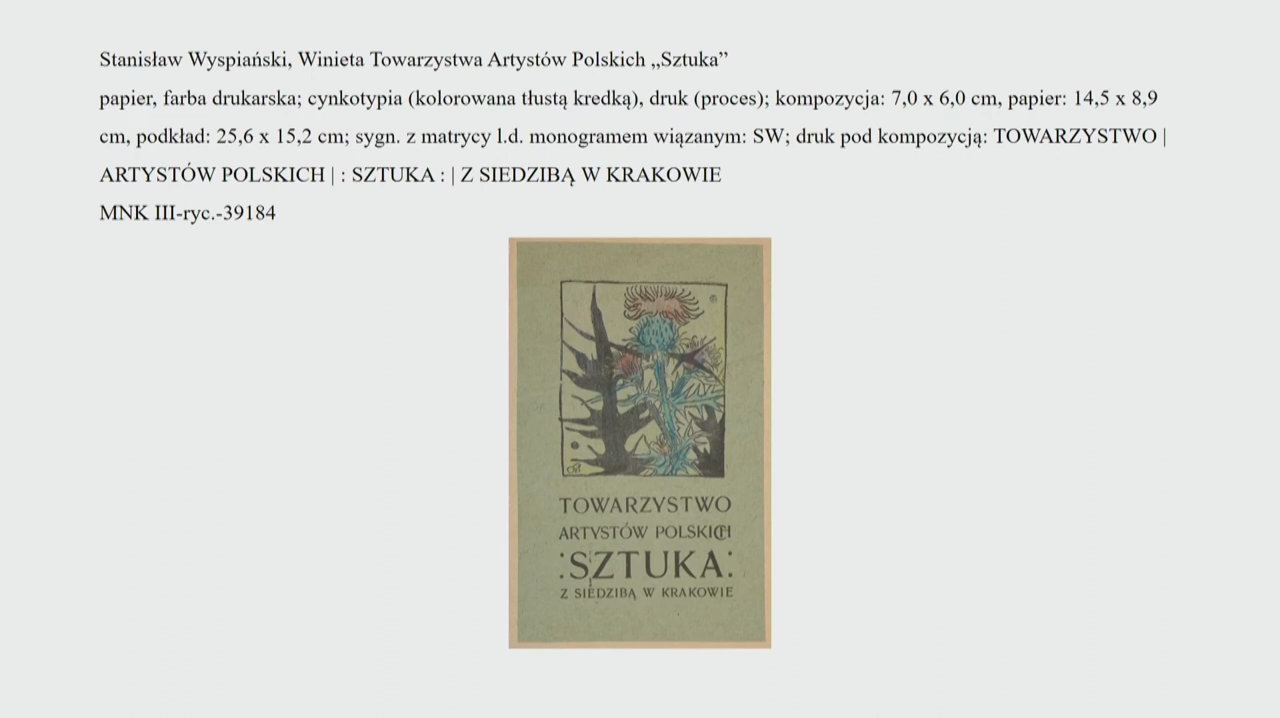 Stanisław Wyspiański, Winieta Towarzystwa Artystów Polskich „Sztuka”
papier, farba drukarska; cynkotypia (kolorowana tłustą kredką), druk (proces); kompozycja: 7,0 x 6,0 cm, papier: 14,5 x 8,9
cm, podkład: 25,6 x 15,2 cm; sygn. z matrycy l.d. monogramem wiązanym: SW; druk pod kompozycją: TOWARZYSTWO |
ARTYSTÓW POLSKICH | : SZTUKA : | Z SIEDZIBĄ W KRAKOWIE
MNK III-ryc.-39184
TOWARZYSTWO
ARTYSTÓW POLSKICH
:SZTUKA:
Z SIEDZIBĄ W KRAKOWIE